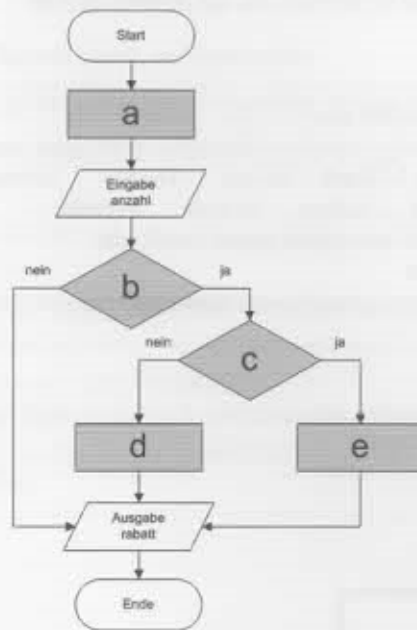 Start
a
Eingabe
anzahl
nein
ja
b
nein
ja
c
d
e
Ausgabe
rabatt
Ende